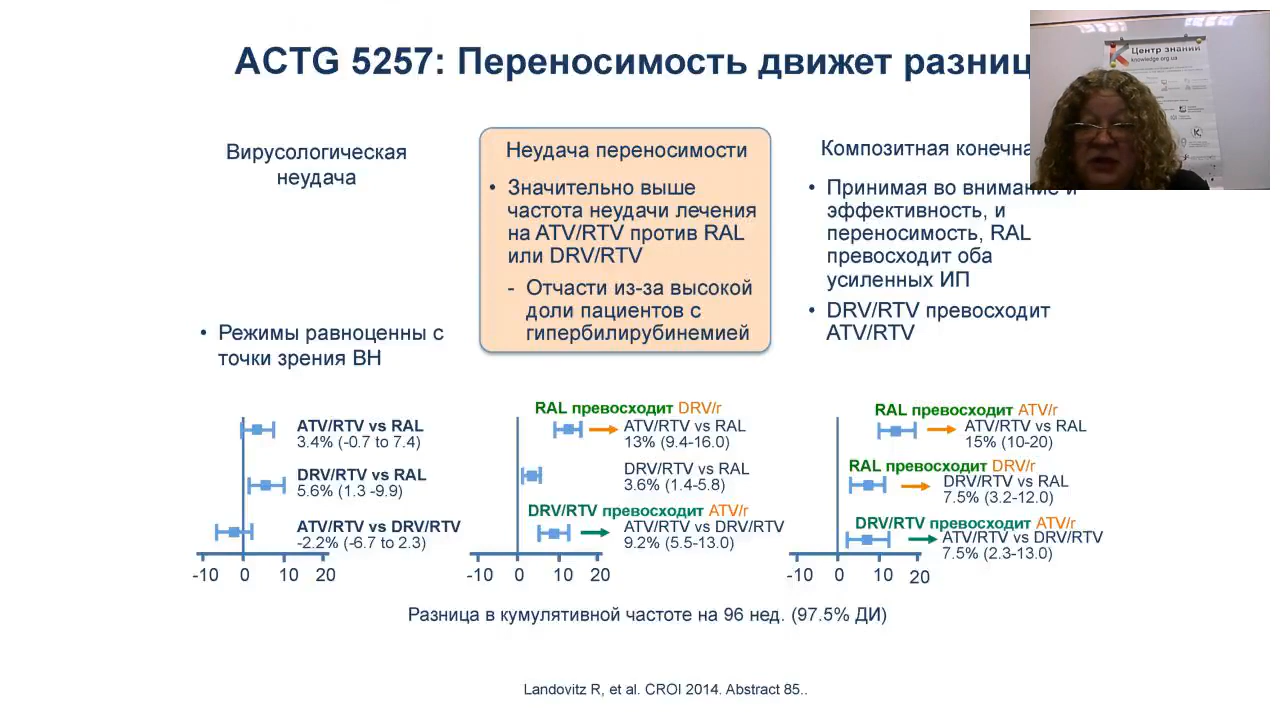 ACTG 5257: Переносимость движет разниц
Центр знаний
knowledge.org.ua
Вирусологическая
неудача
• Режимы равноценны с
точки зрения ВН
Неудача переносимости
• Значительно выше
частота неудачи лечения
на ATV/RTV против RAL
или DRV/RTV
- Отчасти из-за высокой
доли пациентов с
гипербилирубинемией
Композитная конечна
• Принимая во внимание и
эффективность, и
переносимость, RAL
превосходит оба
усиленных ИП
• DRV/RTV превосходит
ATV/RTV
ATV/RTV vs RAL
3.4% (-0.7 to 7.4)
DRV/RTV vs RAL
5.6% (1.3 -9.9)
ATV/RTV vs DRV/RTV
-2.2% (-6.7 to 2.3)
-10 0 10 20
RAL превосходит DRV/r
ATV/RTV vs RAL
13% (9.4-16.0)
DRV/RTV vs RAL
3.6% (1.4-5.8)
DRV/RTV превосходит ATV/r
ATV/RTV vs DRV/RTV
9.2% (5.5-13.0)
-10 0 10 20
RAL превосходит ATV/r
ATV/RTV vs RAL
15% (10-20)
RAL превосходит DRV/r
DRV/RTV vs RAL
7.5% (3.2-12.0)
DRV/RTV превосходит ATV/r
ATV/RTV vs DRV/RTV
7.5% (2.3-13.0)
-10 0 10 20
Разница в кумулятивной частоте на 96 нед. (97.5% ДИ)
Landovitz R, et al. CROI 2014. Abstract 85..